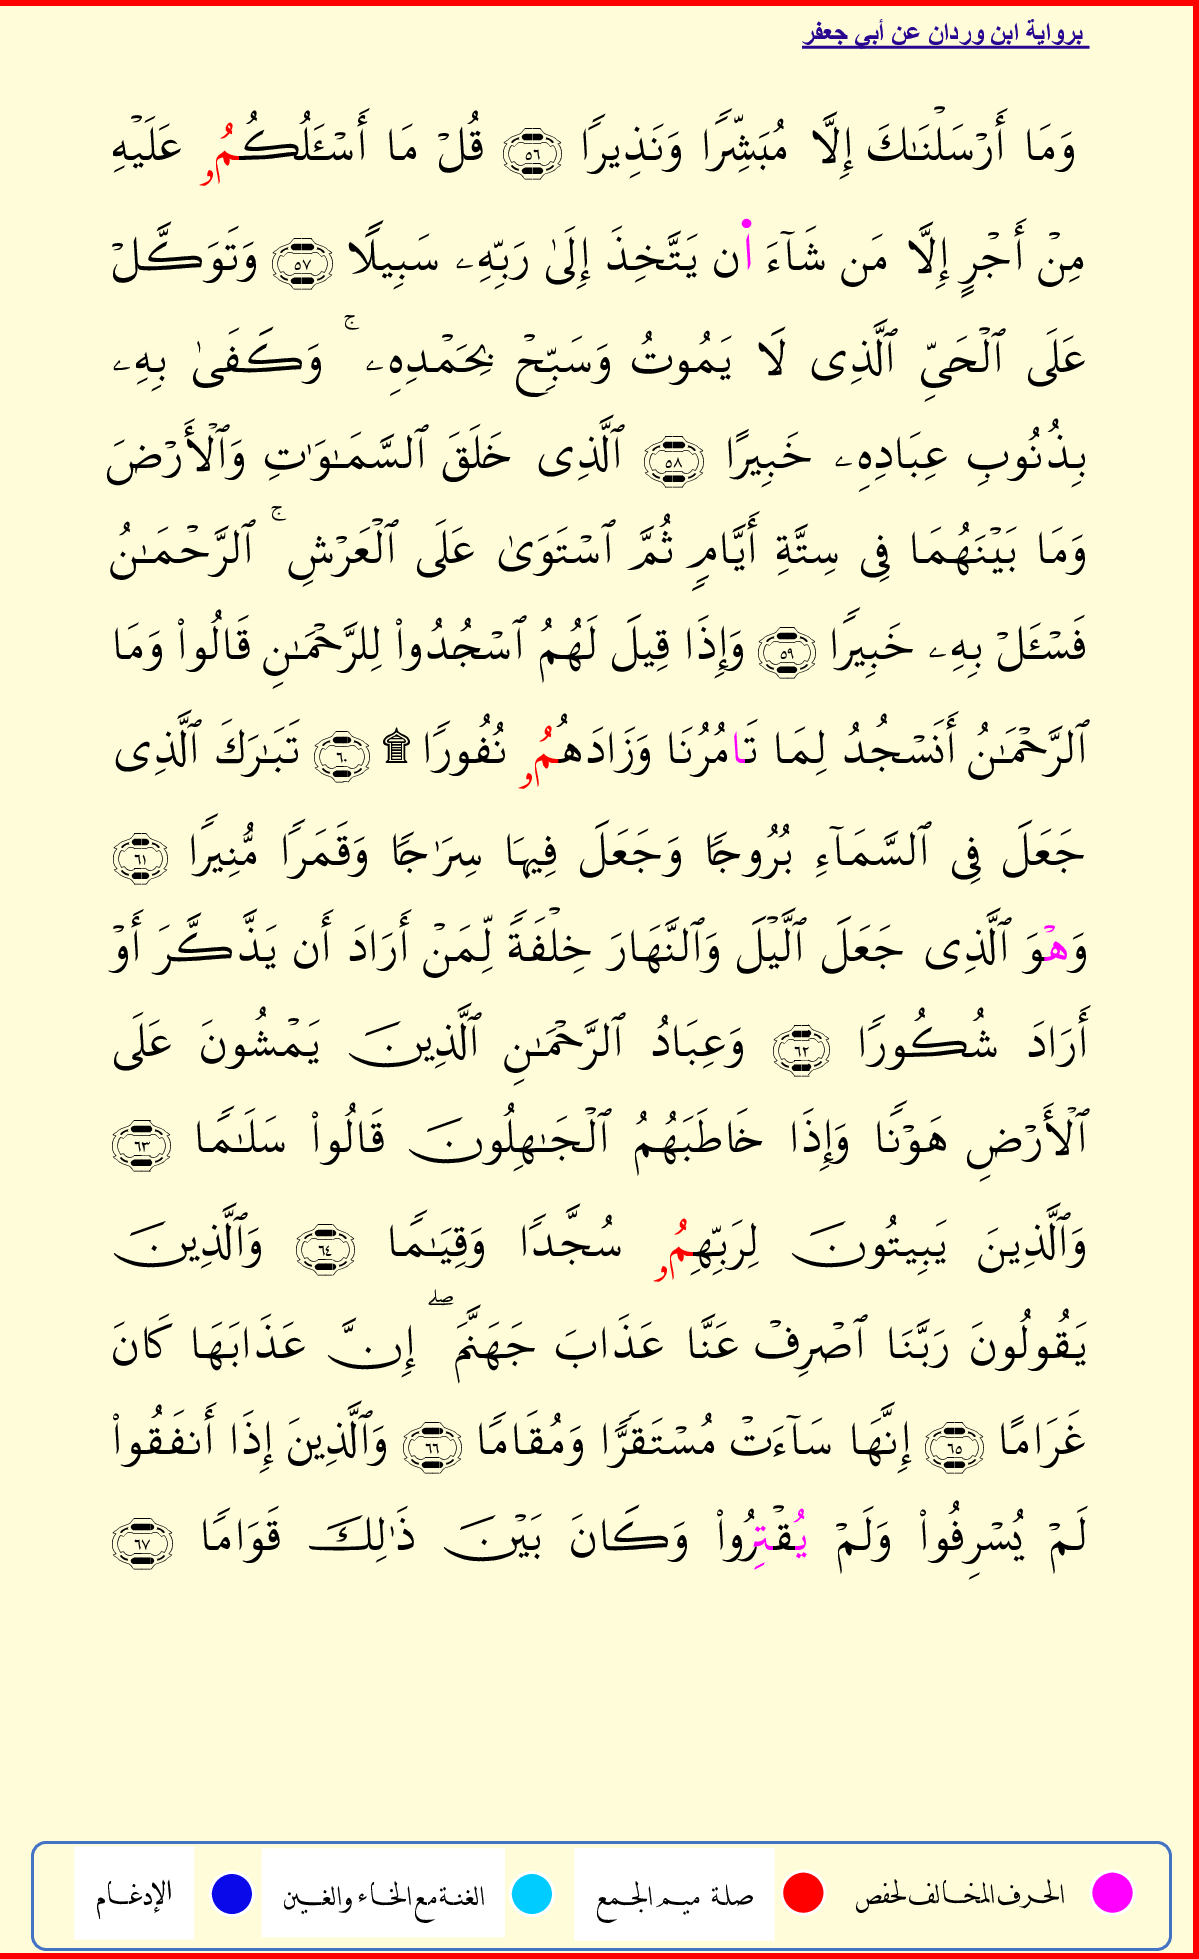 برواية ابن وردان عن أبي جعفر
وَمَا أَرْسَلْنَـٰكَ إِلَّا مُبَشِّرًا وَنَذِيرًا ٥٦ قُلْ مَا أَسْـَٔلُكُمُۥ عَلَيْهِ
مِنْ أَجْرٍ إِلَّا مَن شَآءَ اَ۬ن يَتَّخِذَ إِلَىٰ رَبِّهِۦ سَبِيلًا ٥٧ وَتَوَكَّلْ
عَلَى ٱلْحَىِّ ٱلَّذِى لَا يَمُوتُ وَسَبِّحْ بِحَمْدِهِۦ ۚ وَكَفَىٰ بِهِۦ
بِذُنُوبِ عِبَادِهِۦ خَبِيرًا ٥٨ ٱلَّذِى خَلَقَ ٱلسَّمَـٰوَٰتِ وَٱلْأَرْضَ
وَمَا بَيْنَهُمَا فِى سِتَّةِ أَيَّامٍ ثُمَّ ٱسْتَوَىٰ عَلَى ٱلْعَرْشِ ۚ ٱلرَّحْمَـٰنُ
فَسْـَٔلْ بِهِۦ خَبِيرًا ٥٩ وَإِذَا قِيلَ لَهُمُ ٱسْجُدُوا۟ لِلرَّحْمَـٰنِ قَالُوا۟ وَمَا
ٱلرَّحْمَـٰنُ أَنَسْجُدُ لِمَا تَامُرُنَا وَزَادَهُمُۥ نُفُورًا ۩ ٦٠ تَبَـٰرَكَ ٱلَّذِى
جَعَلَ فِى ٱلسَّمَآءِ بُرُوجًا وَجَعَلَ فِيهَا سِرَٰجًا وَقَمَرًا مُّنِيرًا ٦١
وَهْوَ ٱلَّذِى جَعَلَ ٱلَّيْلَ وَٱلنَّهَارَ خِلْفَةً لِّمَنْ أَرَادَ أَن يَذَّكَّرَ أَوْ
أَرَادَ شُكُورًا ٦٢ وَعِبَادُ ٱلرَّحْمَـٰنِ ٱلَّذِينَ يَمْشُونَ عَلَى
ٱلْأَرْضِ هَوْنًا وَإِذَا خَاطَبَهُمُ ٱلْجَـٰهِلُونَ قَالُوا۟ سَلَـٰمًا ٦٣
وَٱلَّذِينَ يَبِيتُونَ لِرَبِّهِمُۥ سُجَّدًا وَقِيَـٰمًا ٦٤ وَٱلَّذِينَ
يَقُولُونَ رَبَّنَا ٱصْرِفْ عَنَّا عَذَابَ جَهَنَّمَ ۖ إِنَّ عَذَابَهَا كَانَ
غَرَامًا ٦٥ إِنَّهَا سَآءَتْ مُسْتَقَرًّا وَمُقَامًا ٦٦ وَٱلَّذِينَ إِذَا أَنفَقُوا۟
لَمْ يُسْرِفُوا۟ وَلَمْ يُقْتِرُوا۟ وَكَانَ بَيْنَ ذَٰلِكَ قَوَامًا ٦٧
الحرف المخالف لحفص صلة ميم الجمع الغنة مع الخاء والغين الإدغام